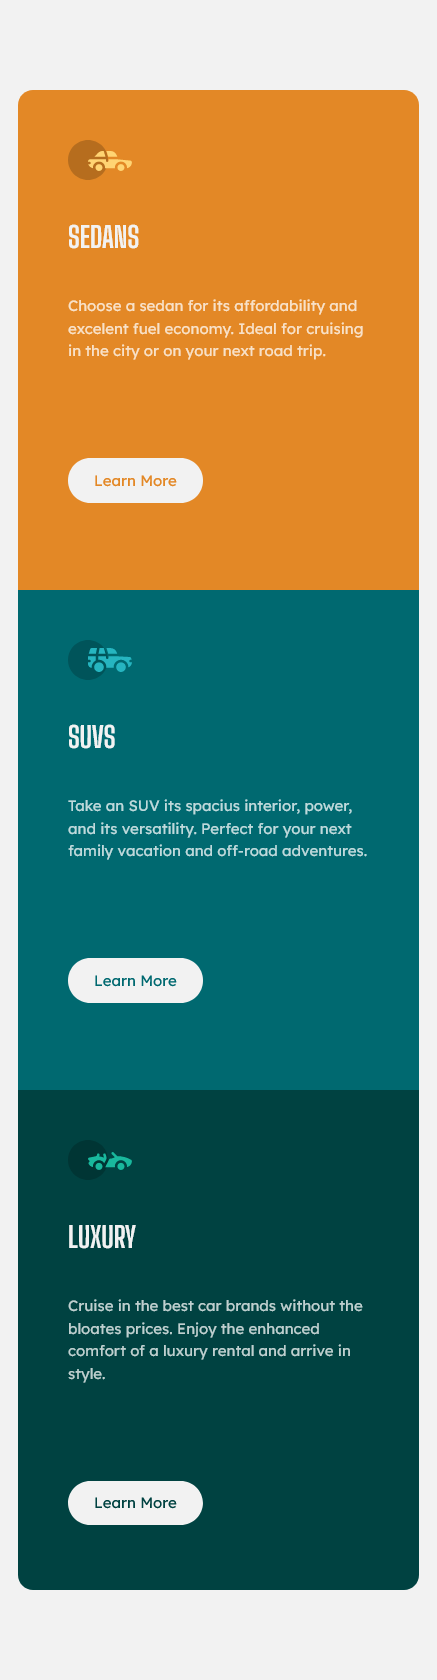 SEDANS
Choose a sedan for its affordability and
excelent fuel economy. Ideal for cruising
in the city or on your next road trip.
Learn More
SUVS
Take an SUV its spacius interior, power,
and its versatility. Perfect for your next
family vacation and off-road adventures.
Learn More
LUXURY
Cruise in the best car brands without the
bloates prices. Enjoy the enhanced
comfort of a luxury rental and arrive in
style.
Learn More